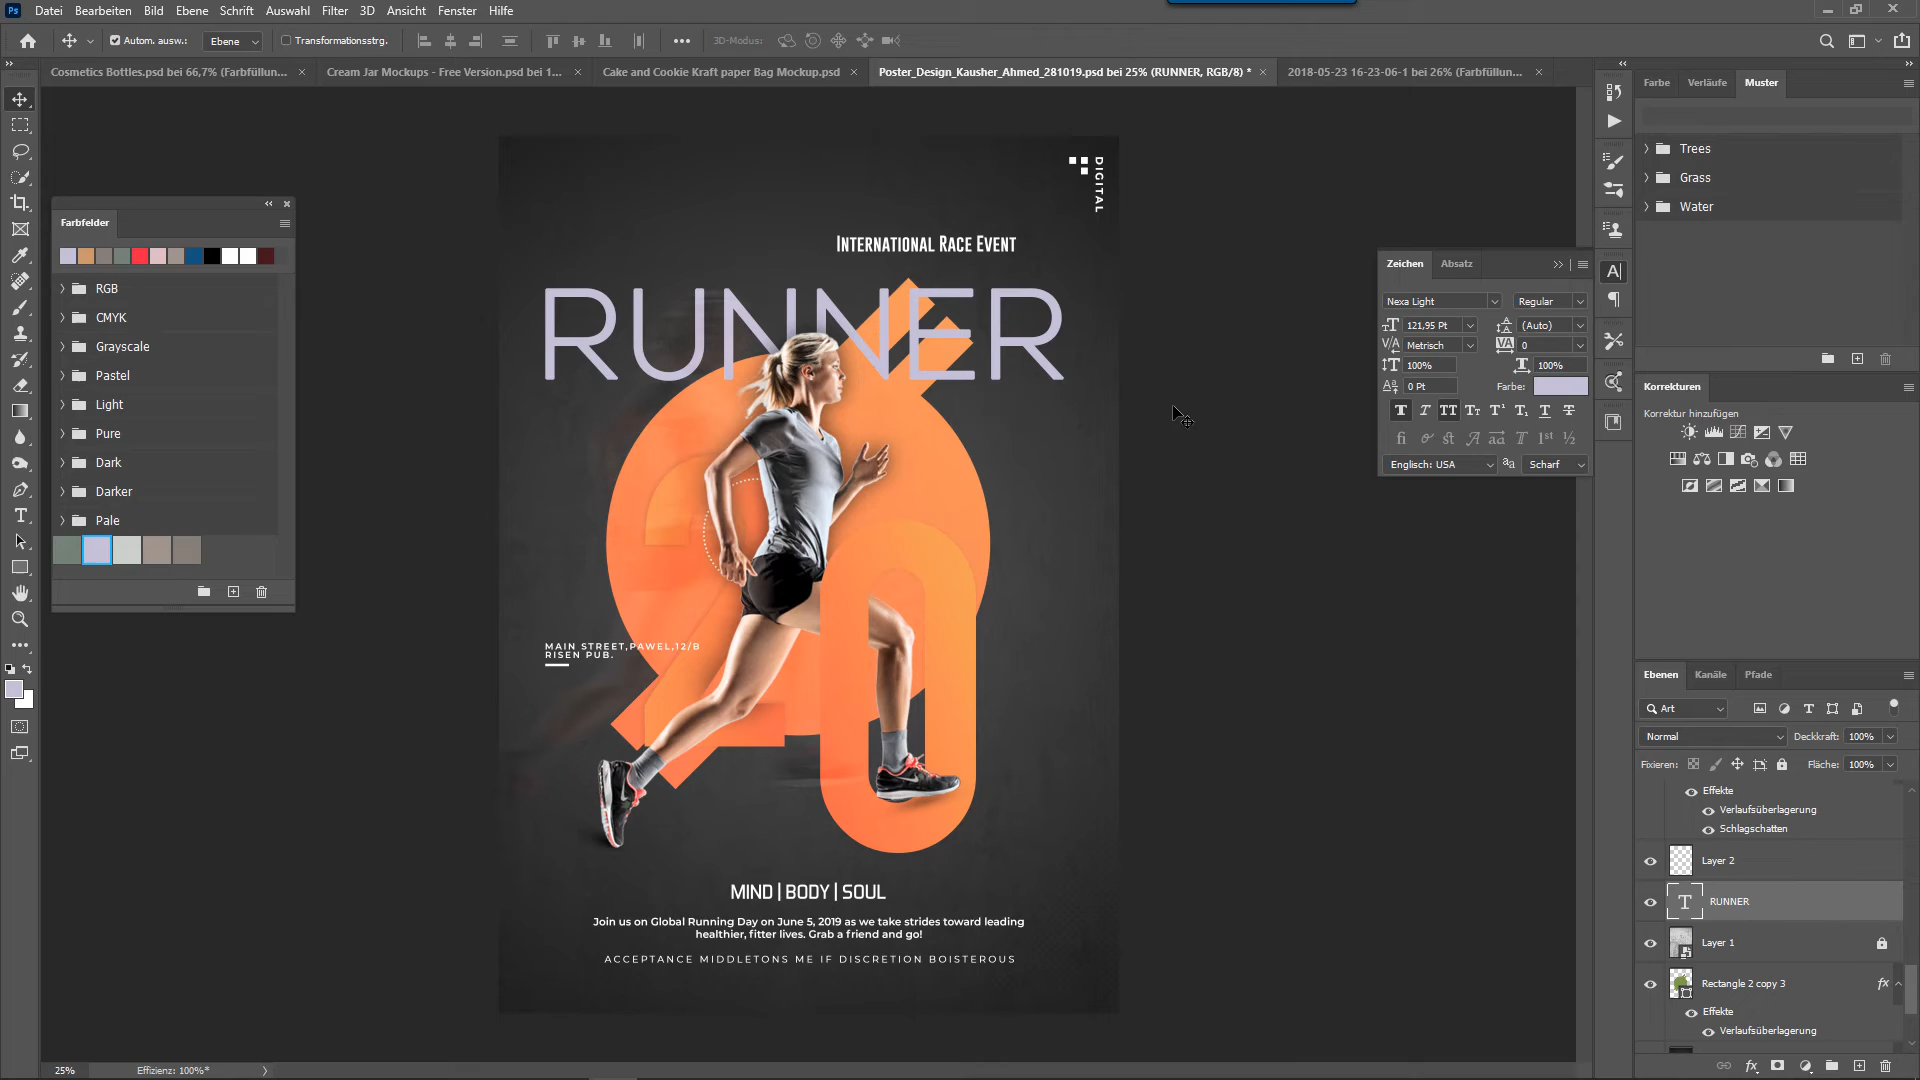 Ps Datei Bearbeiten Bild Ebene Schrift Auswahl Filter 3D Ansicht Fenster Hilfe
Autom. ausw.: Ebene Transformationsstrg. 3D-Modus:
Cosmetics Bottles.psd bei 66,7% (Farbfüllun...
Cream Jar Mockups - Free Version.psd bei 1...
Cake and Cookie Kraft paper Bag Mockup.psd
Poster_Design_Kausher_Ahmed_281019.psd bei 25% (RUNNER, RGB/8) *
2018-05-23 16-23-06-1 bei 26% (Farbfüllun...
Farbfelder
RGB
CMYK
Grayscale
Pastel
Light
Pure
Dark
Darker
Pale
DIGITAL
International Race Event
RUNNER
MAIN STREET,PAWEL,12/B
RISEN PUB.
MIND | BODY | SOUL
Join us on Global Running Day on June 5, 2019 as we take strides toward leading
healthier, fitter lives. Grab a friend and go!
ACCEPTANCE MIDDLETONS ME IF DISCRETION BOISTEROUS
Zeichen Absatz
Nexa Light Regular
121,95 Pt (Auto)
Metrisch 0
100% 100%
0 Pt Farbe:
Englisch: USA Scharf
Farbe Verläufe Muster
Trees
Grass
Water
Korrekturen
Korrektur hinzufügen
Ebenen Kanäle Pfade
Art
Normal Deckkraft: 100%
Fixieren: Fläche: 100%
Effekte
Verlaufsüberlagerung
Schlagschatten
Layer 2
RUNNER
Layer 1
Rectangle 2 copy 3 fx
Effekte
Verlaufsüberlagerung
25% Effizienz: 100%*